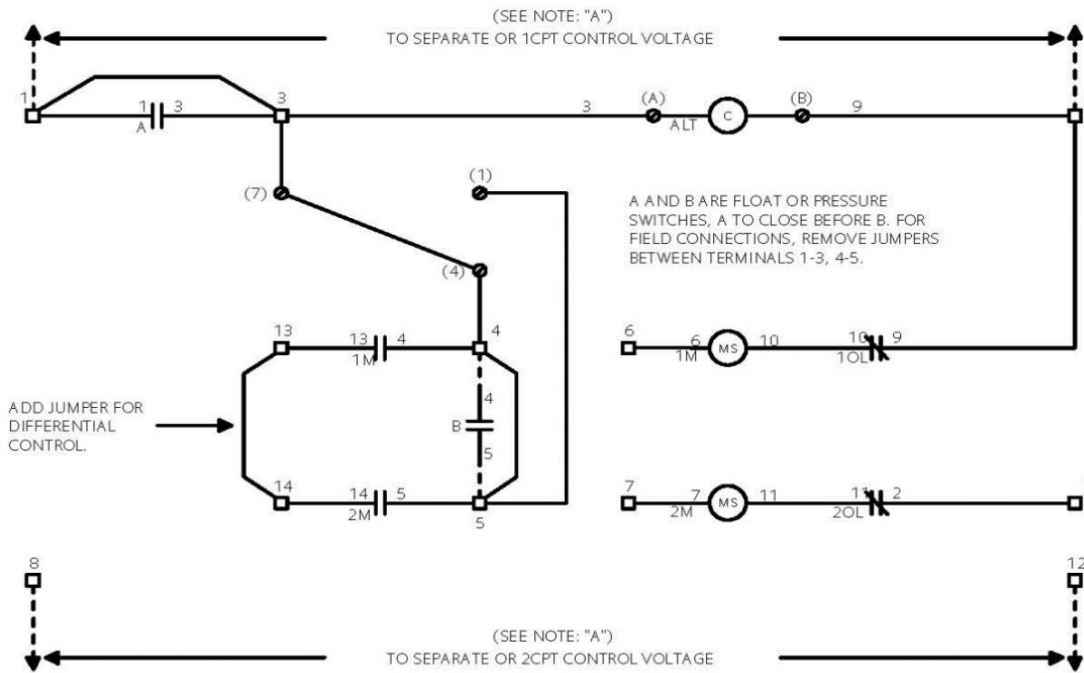 (SEE NOTE: "A")
TO SEPARATE OR 1CPT CONTROL VOLTAGE
1
1 3
A
3
3
(A)
ALT
C
(B)
9
(7)
(1)
(4)
A AND B ARE FLOAT OR PRESSURE
SWITCHES, A TO CLOSE BEFORE B. FOR
FIELD CONNECTIONS, REMOVE JUMPERS
BETWEEN TERMINALS 1-3, 4-5.
13
13 4
1M
4
6
6
1M
MS
10
10 9
1OL
ADD JUMPER FOR
DIFFERENTIAL
CONTROL.
4
B
5
14
14 5
2M
5
7
7
2M
MS
11
11 2
2OL
8
12
(SEE NOTE: "A")
TO SEPARATE OR 2CPT CONTROL VOLTAGE